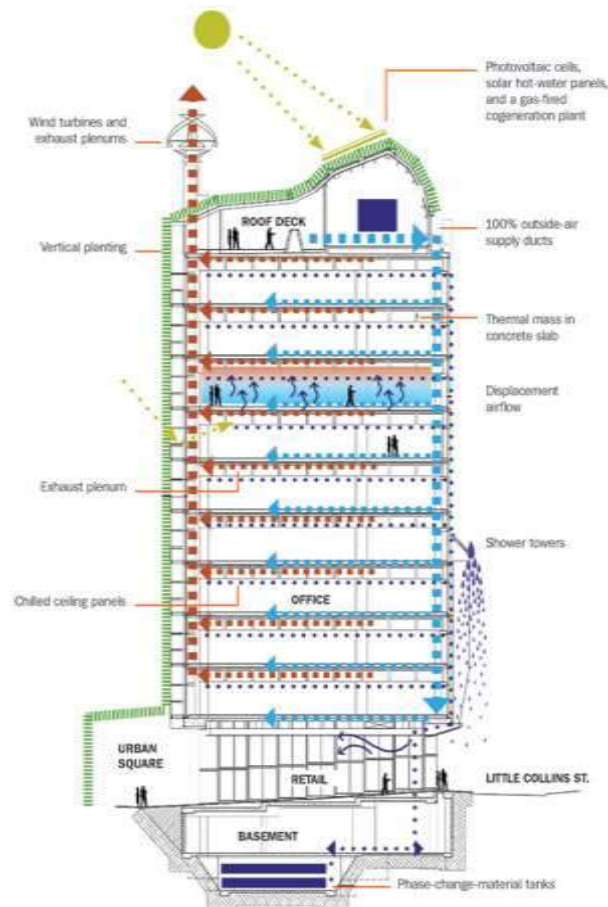 Photovoltaic cells,
solar hot-water panels,
and a gas-fired
cogeneration plant
Wind turbines and
exhaust plenums
ROOF DECK
100% outside-air
supply ducts
Vertical planting
Thermal mass in
concrete slab
Displacement
airflow
Exhaust plenum
Shower towers
Chilled ceiling panels
OFFICE
URBAN
SQUARE
RETAIL
LITTLE COLLINS ST.
BASEMENT
Phase-change-material tanks